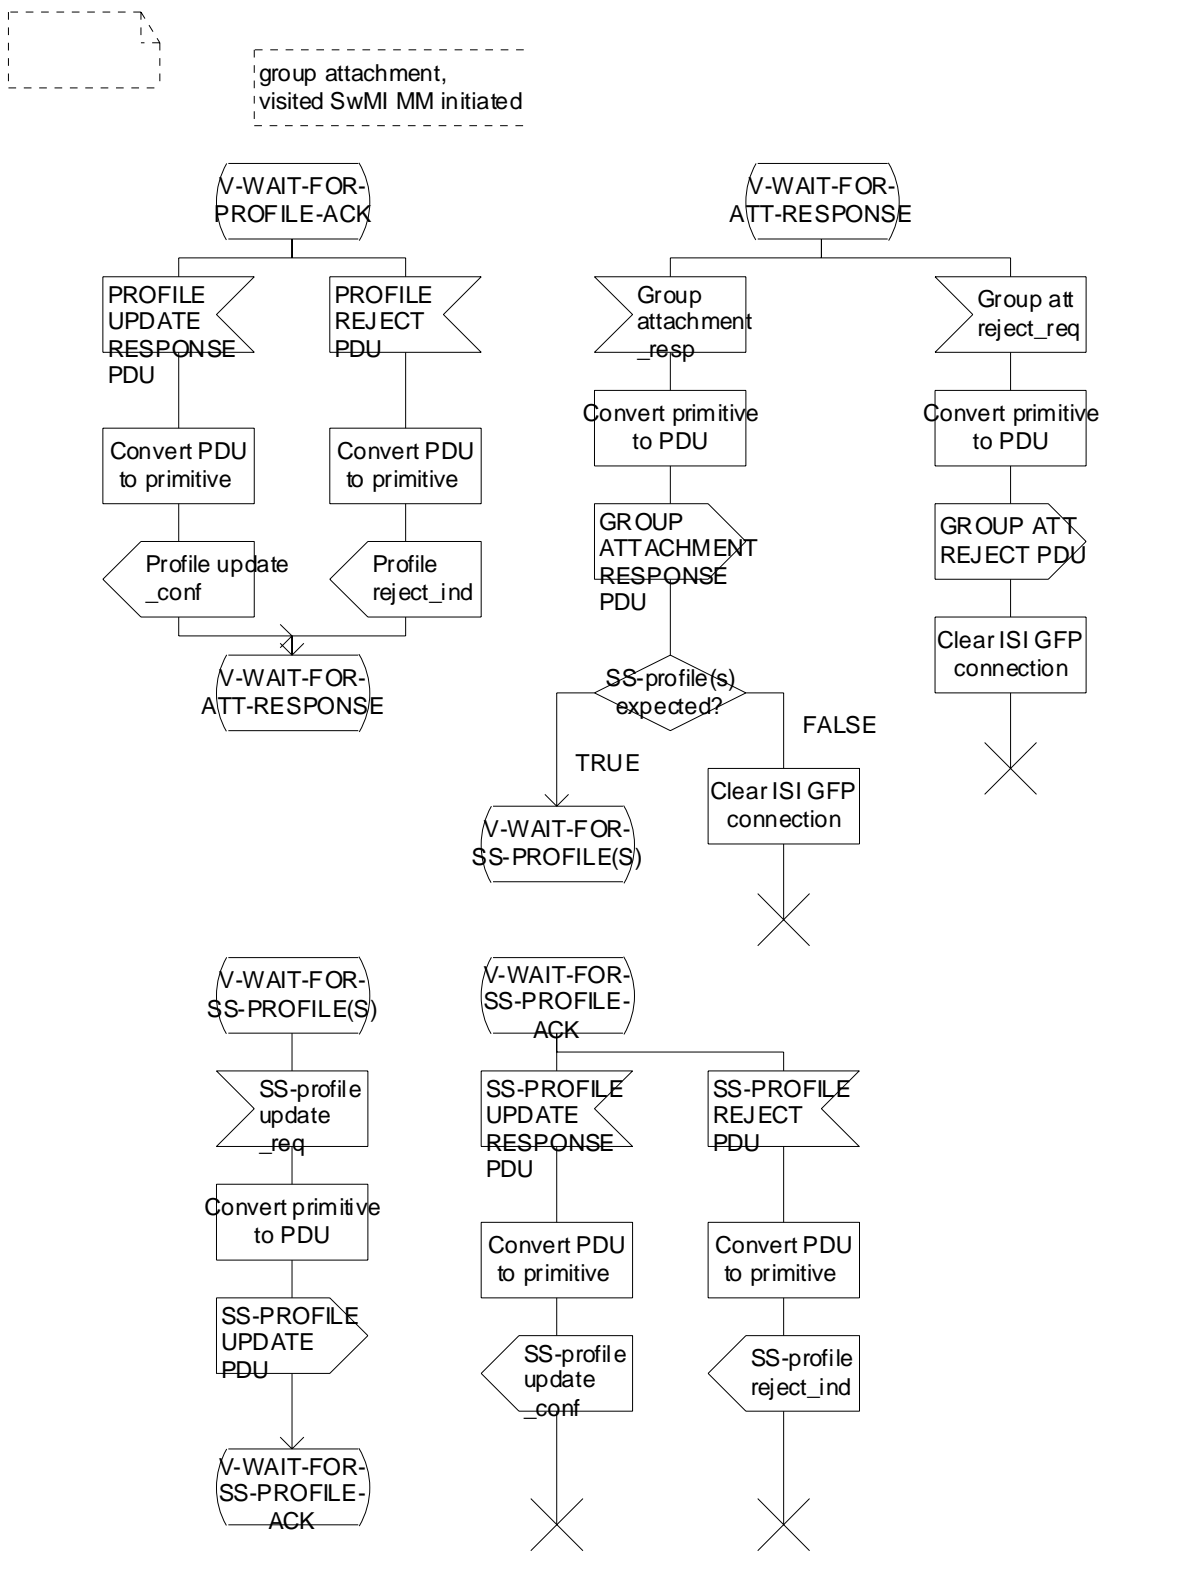 group attachment,
visited SwMI MM initiated
V-WAIT-FOR-
PROFILE-ACK
PROFILE
UPDATE
RESPONSE
PDU
PROFILE
REJECT
PDU
Convert PDU
to primitive
Convert PDU
to primitive
Profile update
_conf
Profile
reject_ind
V-WAIT-FOR-
ATT-RESPONSE
V-WAIT-FOR-
ATT-RESPONSE
Group
attachment
_resp
Group att
reject_req
Convert primitive
to PDU
Convert primitive
to PDU
GROUP
ATTACHMENT
RESPONSE
PDU
GROUP ATT
REJECT PDU
Clear ISI GFP
connection
SS-profile(s)
expected?
FALSE
TRUE
Clear ISI GFP
connection
V-WAIT-FOR-
SS-PROFILE(S)
V-WAIT-FOR-
SS-PROFILE(S)
SS-profile
update
_req
Convert primitive
to PDU
SS-PROFILE
UPDATE
PDU
V-WAIT-FOR-
SS-PROFILE-
ACK
V-WAIT-FOR-
SS-PROFILE-
ACK
SS-PROFILE
UPDATE
RESPONSE
PDU
SS-PROFILE
REJECT
PDU
Convert PDU
to primitive
Convert PDU
to primitive
SS-profile
update
_conf
SS-profile
reject_ind